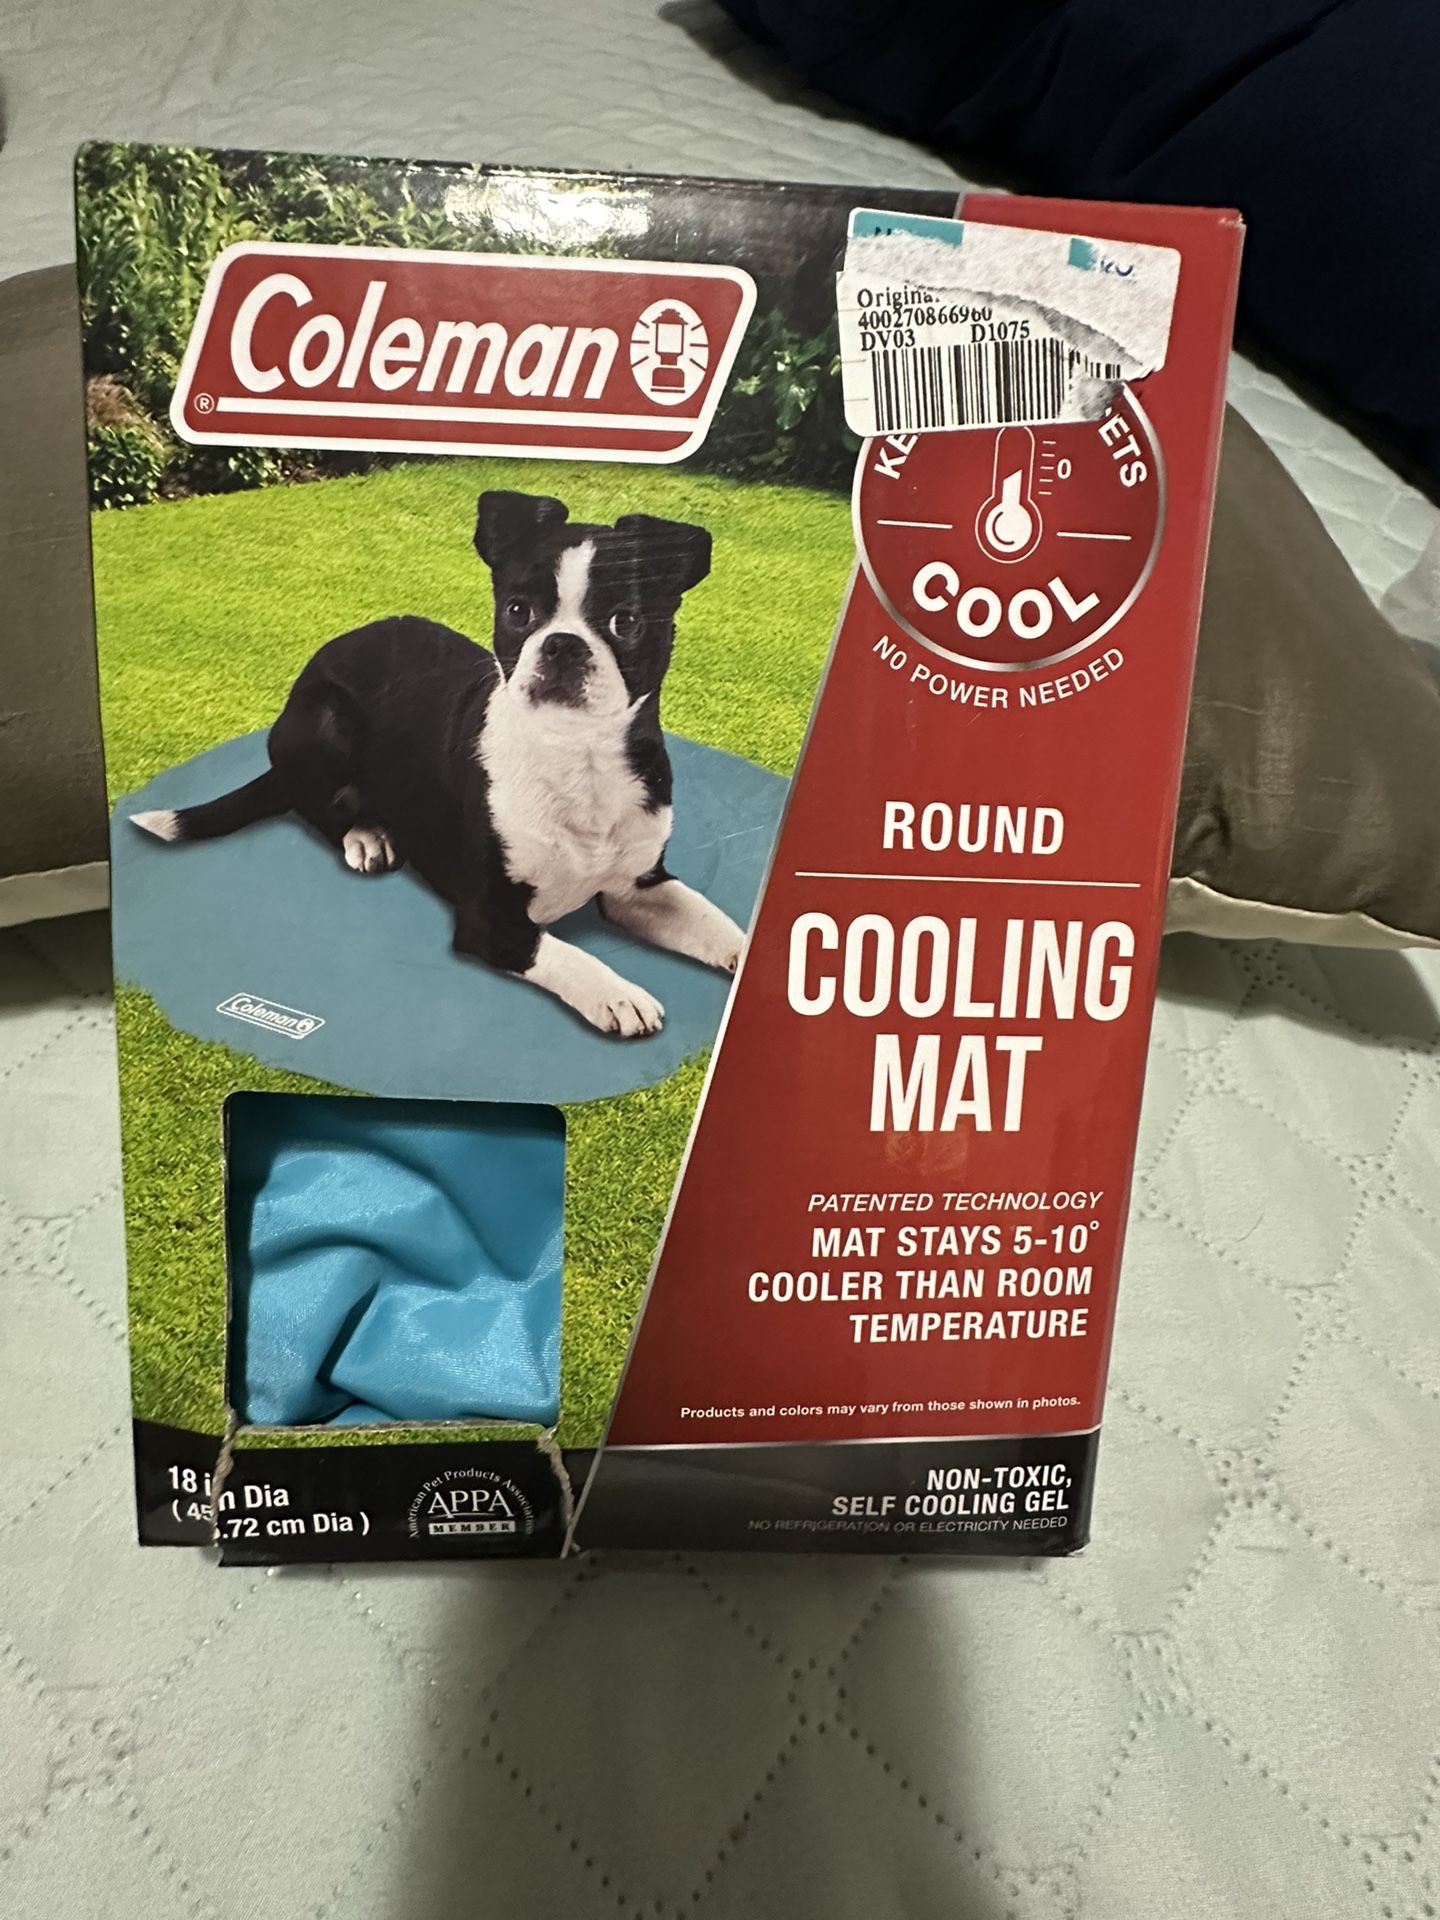 Coleman
®
400270866960
DV03 D1075
COOL
NO POWER NEEDED
ROUND
COOLING
MAT
Coleman
PATENTED TECHNOLOGY
MAT STAYS 5-10°
COOLER THAN ROOM
TEMPERATURE
Products and colors may vary from those shown in photos.
18 in Dia
(45.72 cm Dia)
American Pet Products Association
APPA
MEMBER
NON-TOXIC,
SELF COOLING GEL
NO REFRIGERATION OR ELECTRICITY NEEDED